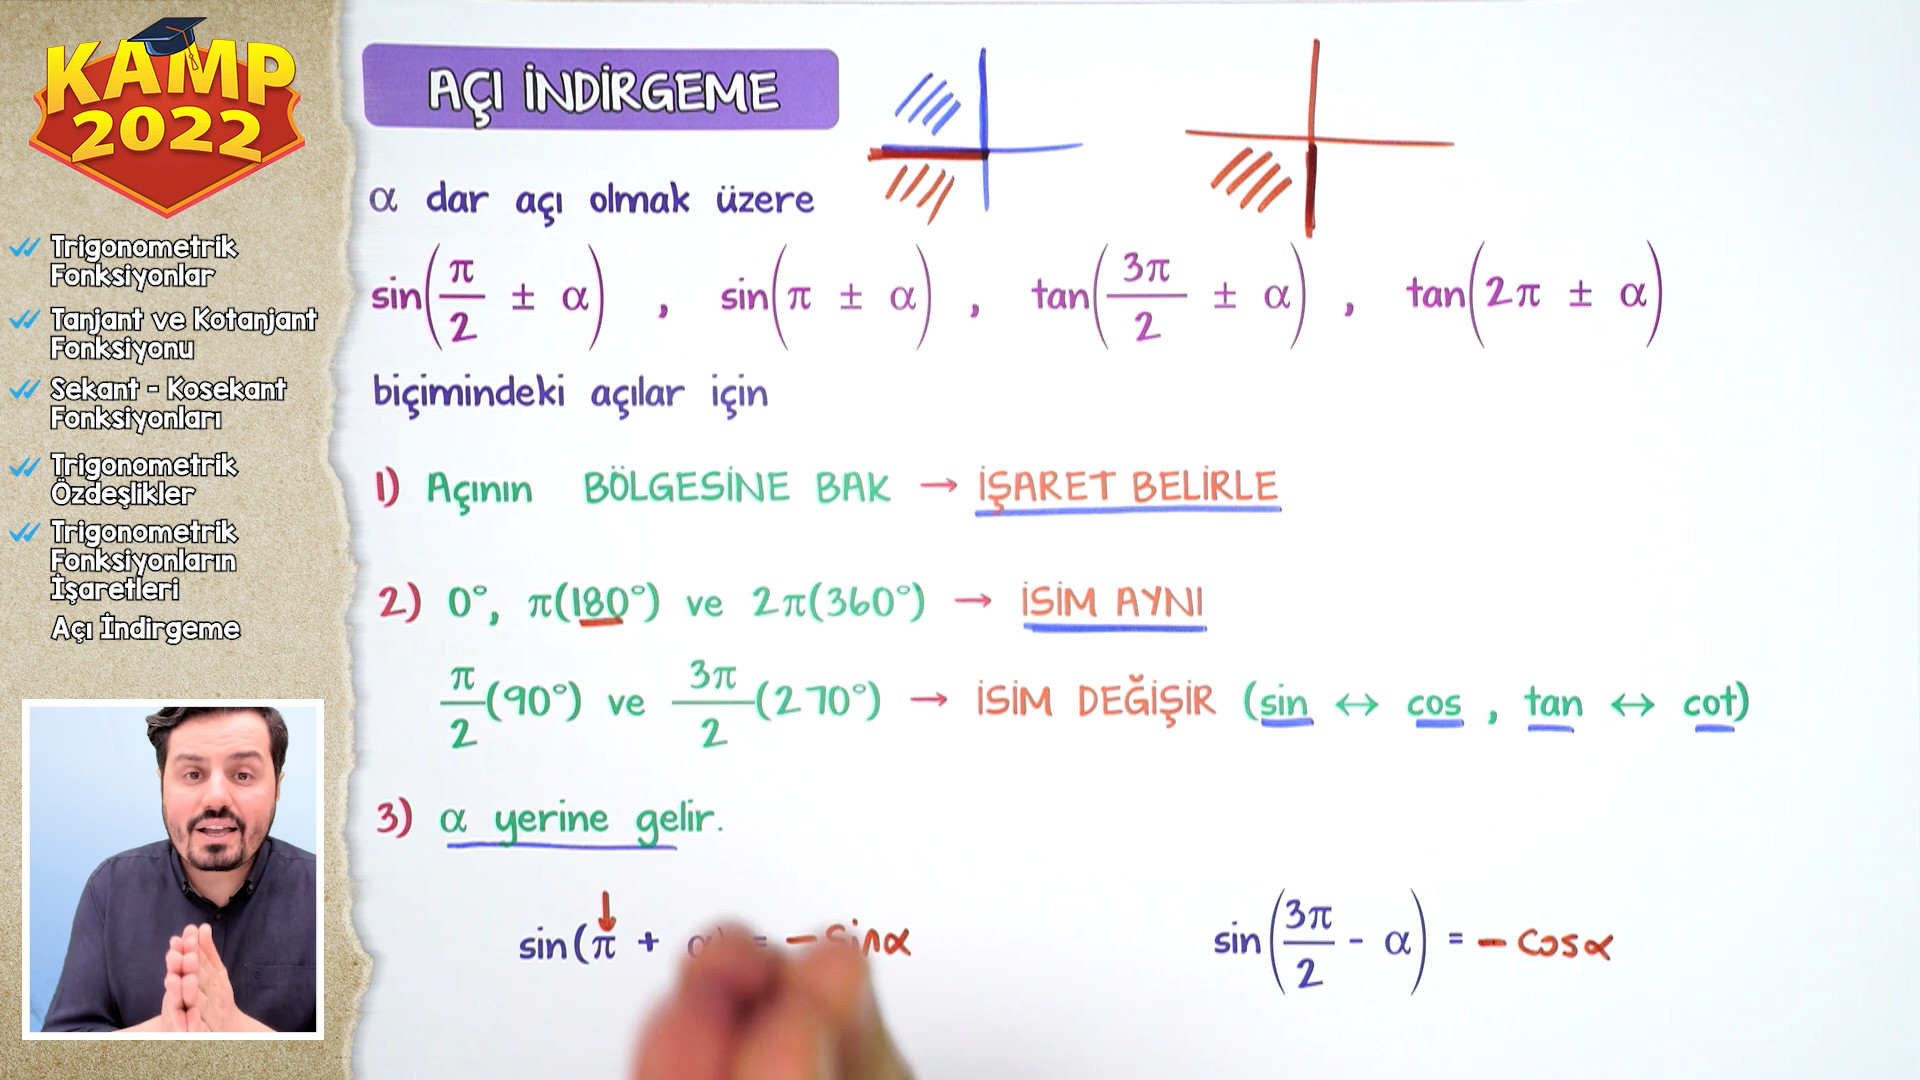 KAMP
2022
Trigonometrik
Fonksiyonlar
Tanjant ve Kotanjant
Fonksiyonu
Sekant - Kosekant
Fonksiyonları
Trigonometrik
Özdeşlikler
Trigonometrik
Fonksiyonların
İşaretleri
Açı İndirgeme
AÇI İNDİRGEME
α dar açı olmak üzere
sin(π/2 ± α) , sin(π ± α) , tan(3π/2 ± α) , tan(2π ± α)
biçimindeki açılar için
1) Açının BÖLGESİNE BAK → İŞARET BELİRLE
2) 0°, π(180°) ve 2π(360°) → İSİM AYNI
π/2(90°) ve 3π/2(270°) → İSİM DEĞİŞİR (sin ↔ cos , tan ↔ cot)
3) α yerine gelir.
sin(π + α) = - sinα
sin(3π/2 - α) = - cosα